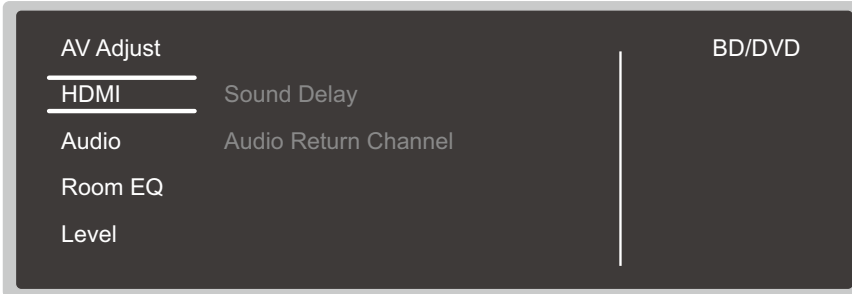 AV Adjust BD/DVD
HDMI Sound Delay
Audio Audio Return Channel
Room EQ
Level